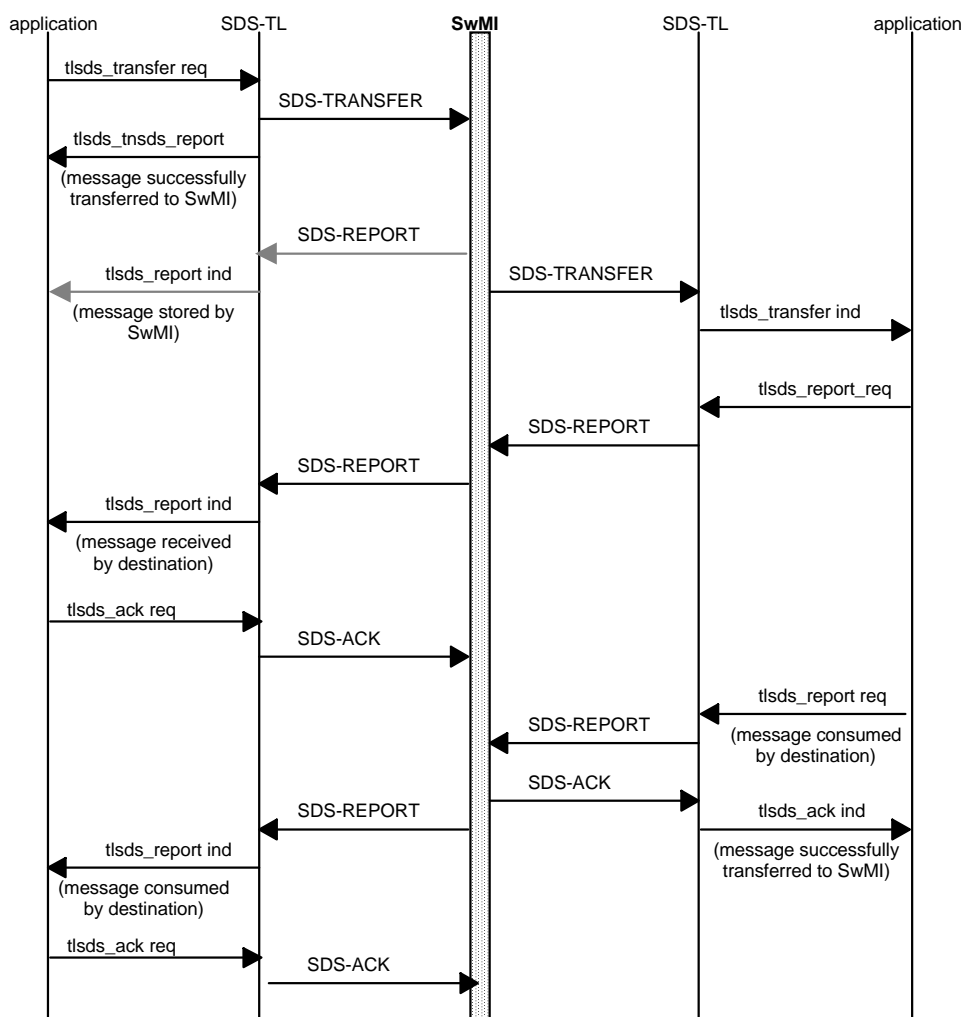 application
SDS-TL
SwMI
SDS-TL
application
tlsds_transfer req
SDS-TRANSFER
tlsds_tnsds_report
(message successfully
transferred to SwMI)
SDS-REPORT
tlsds_report ind
(message stored by
SwMI)
SDS-TRANSFER
tlsds_transfer ind
tlsds_report_req
SDS-REPORT
SDS-REPORT
tlsds_report ind
(message received
by destination)
tlsds_ack req
SDS-ACK
tlsds_report req
SDS-REPORT
(message consumed
by destination)
SDS-ACK
SDS-REPORT
tlsds_ack ind
(message successfully
transferred to SwMI)
tlsds_report ind
(message consumed
by destination)
tlsds_ack req
SDS-ACK